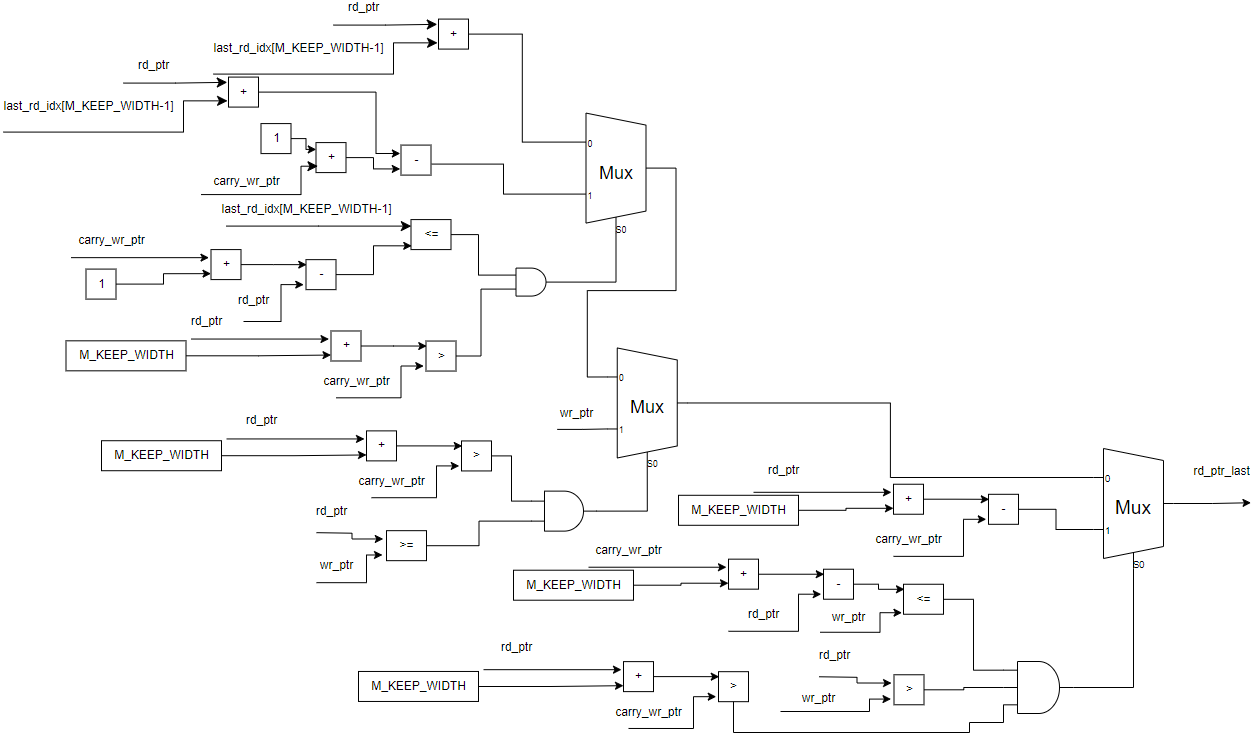 rd_ptr
+
last_rd_idx[M_KEEP_WIDTH-1]
rd_ptr
+
last_rd_idx[M_KEEP_WIDTH-1]
1
+
-
carry_wr_ptr
0
Mux
1
S0
last_rd_idx[M_KEEP_WIDTH-1]
<=
carry_wr_ptr
+
-
1
rd_ptr
rd_ptr
+
M_KEEP_WIDTH
>
carry_wr_ptr
0
Mux
wr_ptr
1
S0
rd_ptr
+
M_KEEP_WIDTH
>
carry_wr_ptr
rd_ptr
>=
wr_ptr
rd_ptr
+
M_KEEP_WIDTH
-
carry_wr_ptr
0
Mux
1
S0
rd_ptr_last
carry_wr_ptr
+
M_KEEP_WIDTH
-
rd_ptr
<=
wr_ptr
rd_ptr
+
M_KEEP_WIDTH
>
carry_wr_ptr
rd_ptr
>
wr_ptr